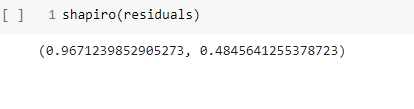 [ ] 1 shapiro(residuals)
(0.9671239852905273, 0.4845641255378723)